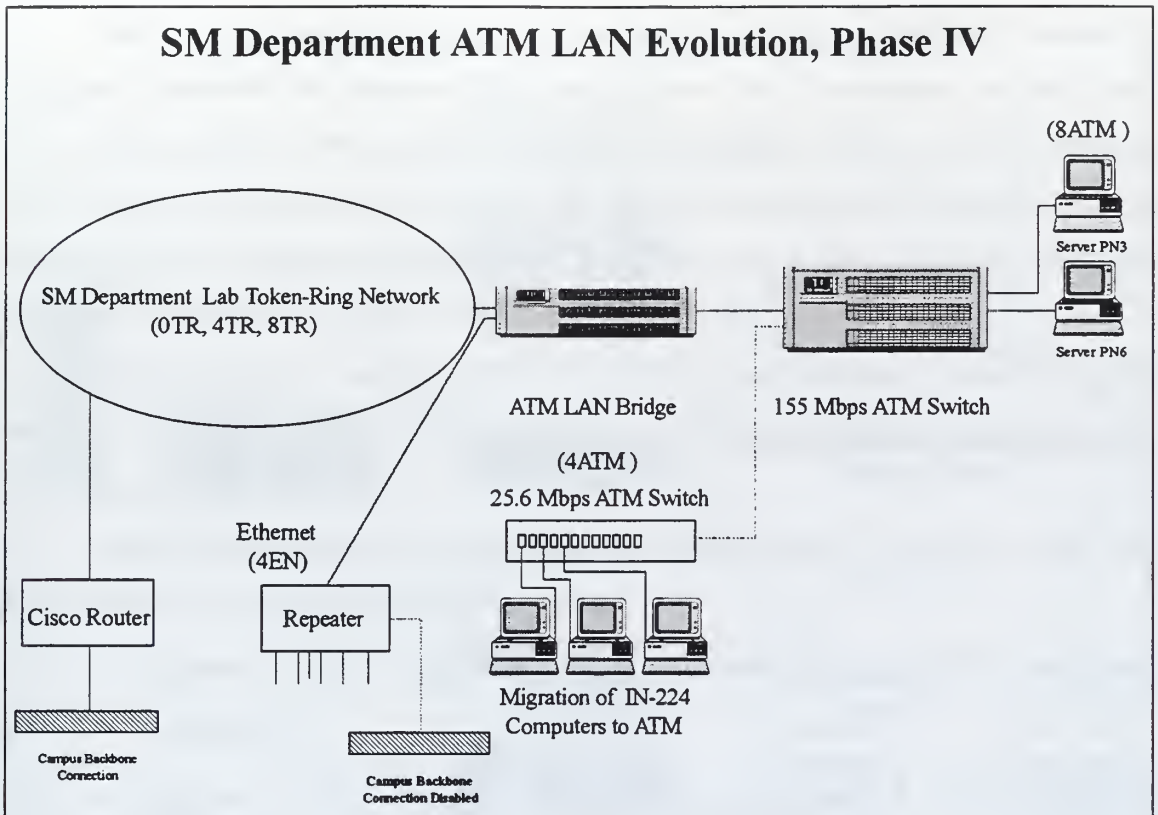 SM Department ATM LAN Evolution, Phase IV
(8ATM )
Server PN3
SM Department Lab Token-Ring Network
(0TR, 4TR, 8TR)
Server PN6
ATM LAN Bridge
155 Mbps ATM Switch
(4ATM )
25.6 Mbps ATM Switch
Ethernet
(4EN)
Cisco Router
Repeater
Migration of IN-224
Computers to ATM
Campus Backbone
Connection
Campus Backbone
Connection Disabled